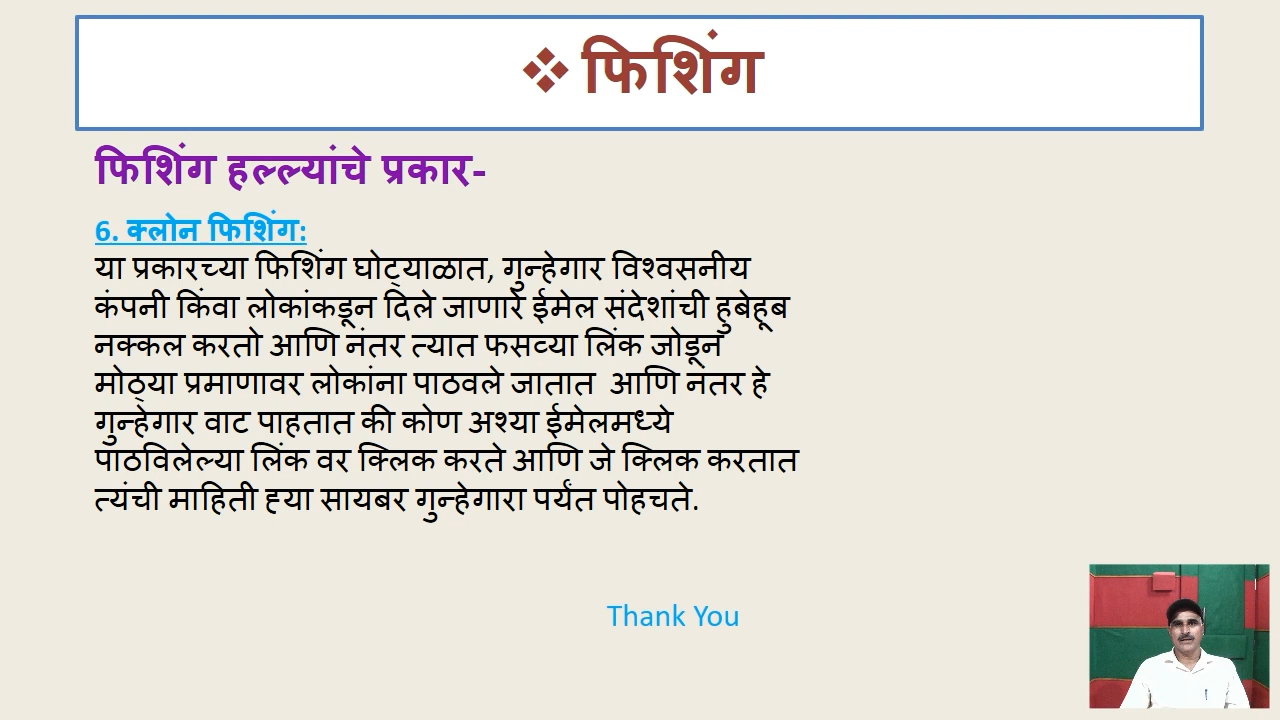 ❖ फिशिंग
फिशिंग हल्ल्यांचे प्रकार-
6. क्लोन फिशिंग:
या प्रकारच्या फिशिंग घोट्याळात, गुन्हेगार विश्वसनीय
कंपनी किंवा लोकांकडून दिले जाणारे ईमेल संदेशांची हुबेहूब
नक्कल करतो आणि नंतर त्यात फसव्या लिंक जोडून
मोठ्या प्रमाणावर लोकांना पाठवले जातात आणि नंतर हे
गुन्हेगार वाट पाहतात की कोण अश्या ईमेलमध्ये
पाठविलेल्या लिंक वर क्लिक करते आणि जे क्लिक करतात
त्यंची माहिती ह्या सायबर गुन्हेगारा पर्यंत पोहचते.
Thank You